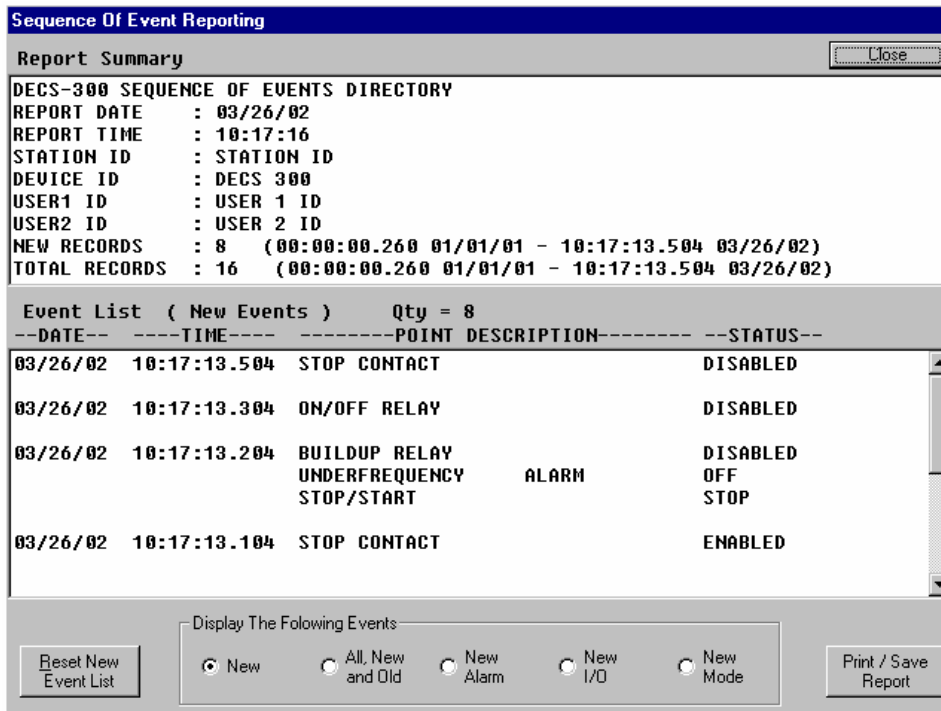 Sequence Of Event Reporting
Report Summary
Close
DECS-300 SEQUENCE OF EVENTS DIRECTORY
REPORT DATE : 03/26/02
REPORT TIME : 10:17:16
STATION ID : STATION ID
DEVICE ID : DECS 300
USER1 ID : USER 1 ID
USER2 ID : USER 2 ID
NEW RECORDS : 8 (00:00:00.260 01/01/01 - 10:17:13.504 03/26/02)
TOTAL RECORDS : 16 (00:00:00.260 01/01/01 - 10:17:13.504 03/26/02)
Event List ( New Events ) Qty = 8
--DATE-- ----TIME---- --------POINT DESCRIPTION-------- --STATUS--
03/26/02 10:17:13.504 STOP CONTACT DISABLED
03/26/02 10:17:13.304 ON/OFF RELAY DISABLED
03/26/02 10:17:13.204 BUILDUP RELAY DISABLED
UNDERFREQUENCY ALARM OFF
STOP/START STOP
03/26/02 10:17:13.104 STOP CONTACT ENABLED
Display The Folowing Events
Reset New
Event List
New
All, New
and Old
New
Alarm
New
I/O
New
Mode
Print / Save
Report